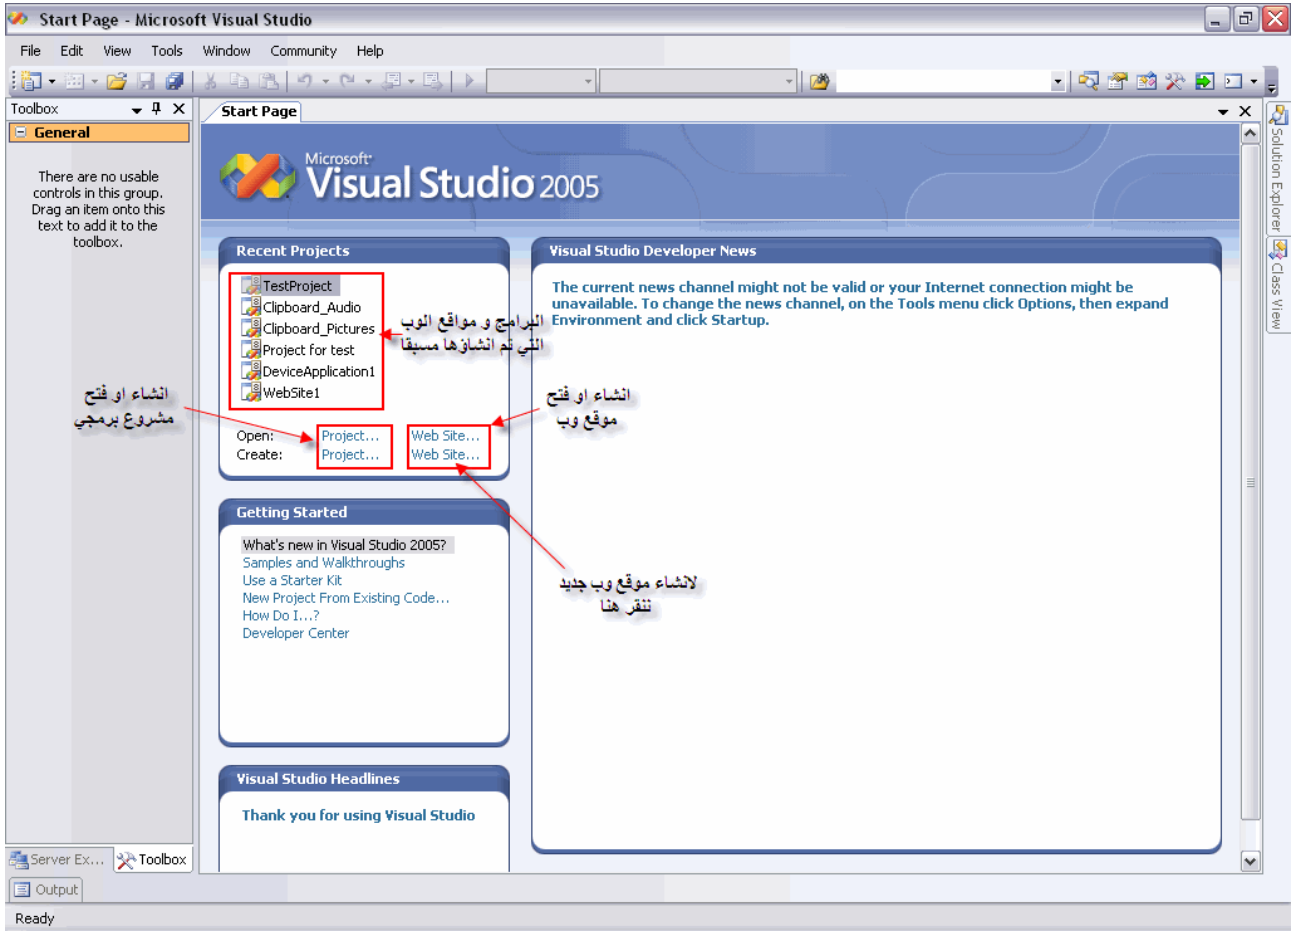 Start Page - Microsoft Visual Studio
File Edit View Tools Window Community Help
Toolbox
General
There are no usable
controls in this group.
Drag an item onto this
text to add it to the
toolbox.
Start Page
Microsoft
Visual Studio 2005
Recent Projects
TestProject
Clipboard_Audio
Clipboard_Pictures
Project for test
DeviceApplication1
WebSite1
البرامج و مواقع الوب
التي تم انشاؤها مسبقا
انشاء او فتح
مشروع برمجي
انشاء او فتح
موقع وب
Open: Project... Web Site...
Create: Project... Web Site...
Getting Started
What's new in Visual Studio 2005?
Samples and Walkthroughs
Use a Starter Kit
New Project From Existing Code...
How Do I...?
Developer Center
لانشاء موقع وب جديد
ننقر هنا
Visual Studio Headlines
Thank you for using Visual Studio
Visual Studio Developer News
The current news channel might not be valid or your Internet connection might be
unavailable. To change the news channel, on the Tools menu click Options, then expand
Environment and click Startup.
Solution Explorer
Class View
Server Ex... Toolbox
Output
Ready